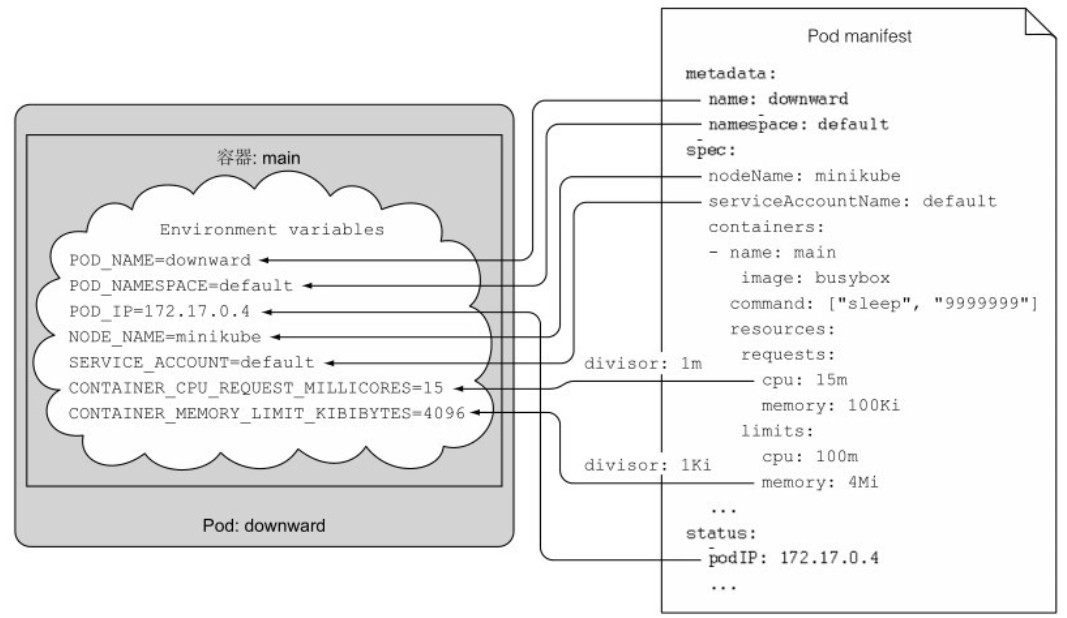 容器: main
Environment variables
POD_NAME=downward
POD_NAMESPACE=default
POD_IP=172.17.0.4
NODE_NAME=minikube
SERVICE_ACCOUNT=default
CONTAINER_CPU_REQUEST_MILLICORES=15
CONTAINER_MEMORY_LIMIT_KIBIBYTES=4096
Pod: downward
divisor: 1m
divisor: 1Ki
Pod manifest
metadata:
name: downward
namespace: default
spec:
nodeName: minikube
serviceAccountName: default
containers:
- name: main
image: busybox
command: ["sleep", "9999999"]
resources:
requests:
cpu: 15m
memory: 100Ki
limits:
cpu: 100m
memory: 4Mi
...
status:
podIP: 172.17.0.4
...